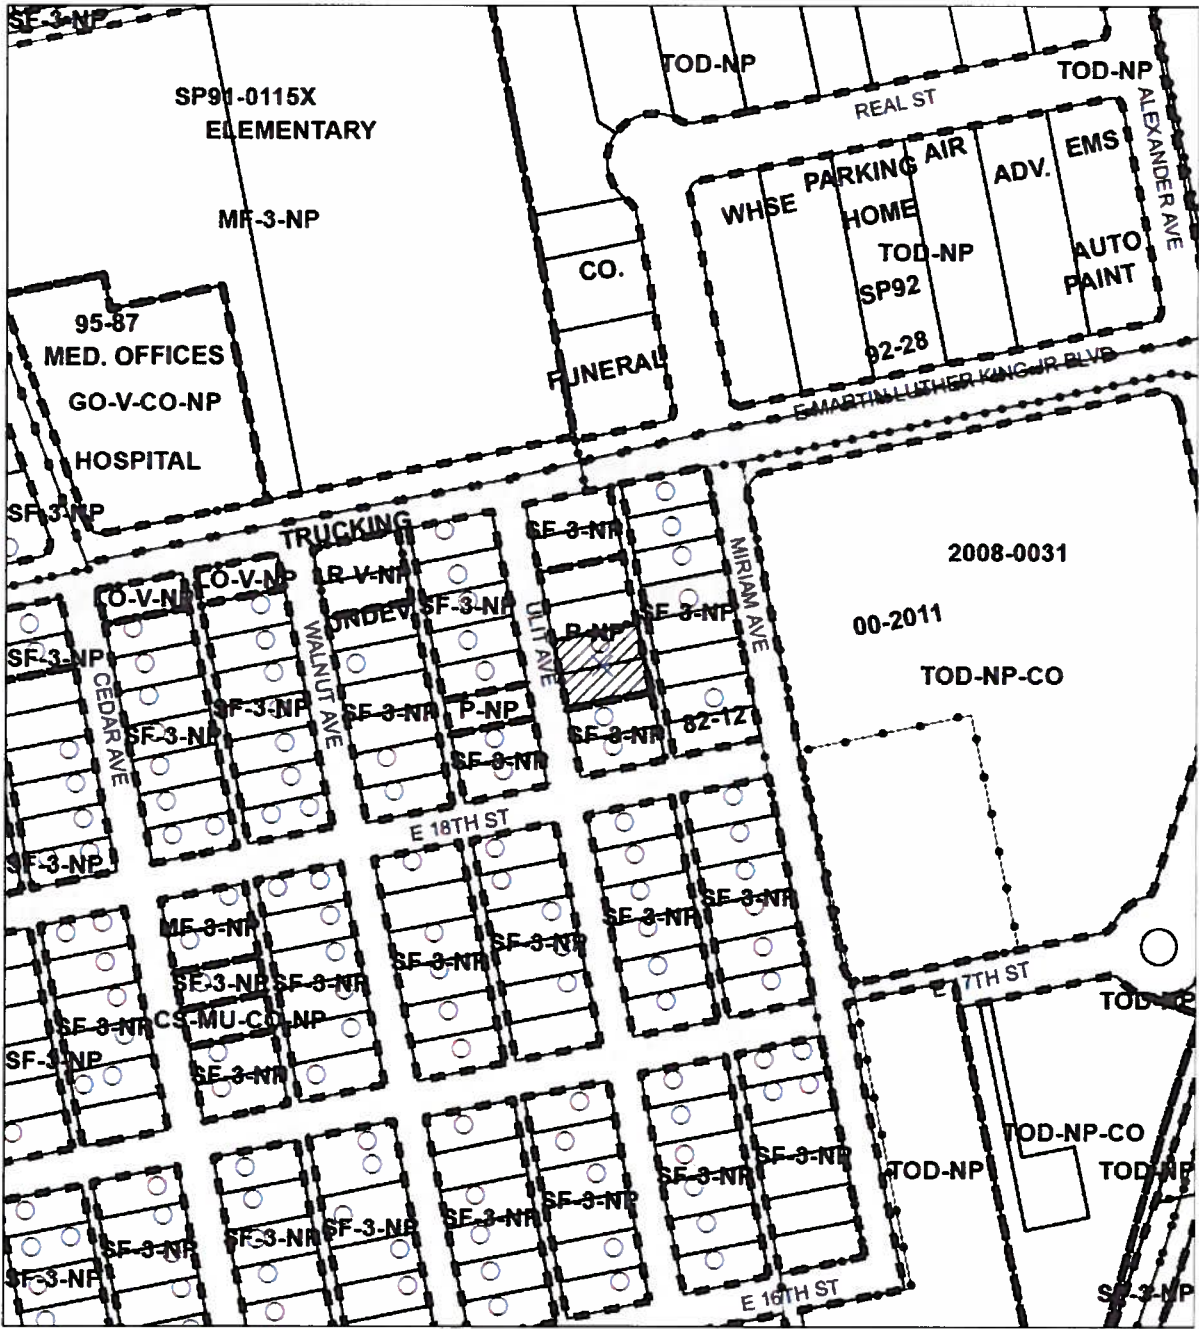 SF-3-NP
TOD-NP
TOD-NP
SP91-0115X
ELEMENTARY
REAL ST
ALEXANDER AVE
MF-3-NP
WHSE
PARKING
AIR
HOME
ADV.
EMS
TOD-NP
SP92
92-28
AUTO
PAINT
CO.
FUNERAL
95-87
MED. OFFICES
GO-V-CO-NP
HOSPITAL
E MARTIN LUTHER KING JR BLVD
SF-3-NP
TRUCKING
SF-3-NP
LO-V-NP
LR-V-NP
UNDEV
SF-3-NP
P-NP
SF-3-NP
MIRIAM AVE
2008-0031
00-2011
TOD-NP-CO
SF-3-NP
CEDAR AVE
SF-3-NP
SF-3-NP
WALNUT AVE
SF-3-NP
P-NP
SF-3-NP
ULIT AVE
SF-3-NP
82-12
E 18TH ST
SF-3-NP
MF-3-NP
SF-3-NP
SF-3-NP
SF-3-NP
SF-3-NP
SF-3-NP
SF-3-NP
SF-3-NP
CS-MU-CO-NP
SF-3-NP
SF-3-NP
E 17TH ST
TOD-NP
TOD-NP-CO
TOD-NP
TOD-NP
SF-3-NP
SF-3-NP
SF-3-NP
SF-3-NP
SF-3-NP
SF-3-NP
SF-3-NP
SF-3-NP
E 16TH ST
SF-3-NP